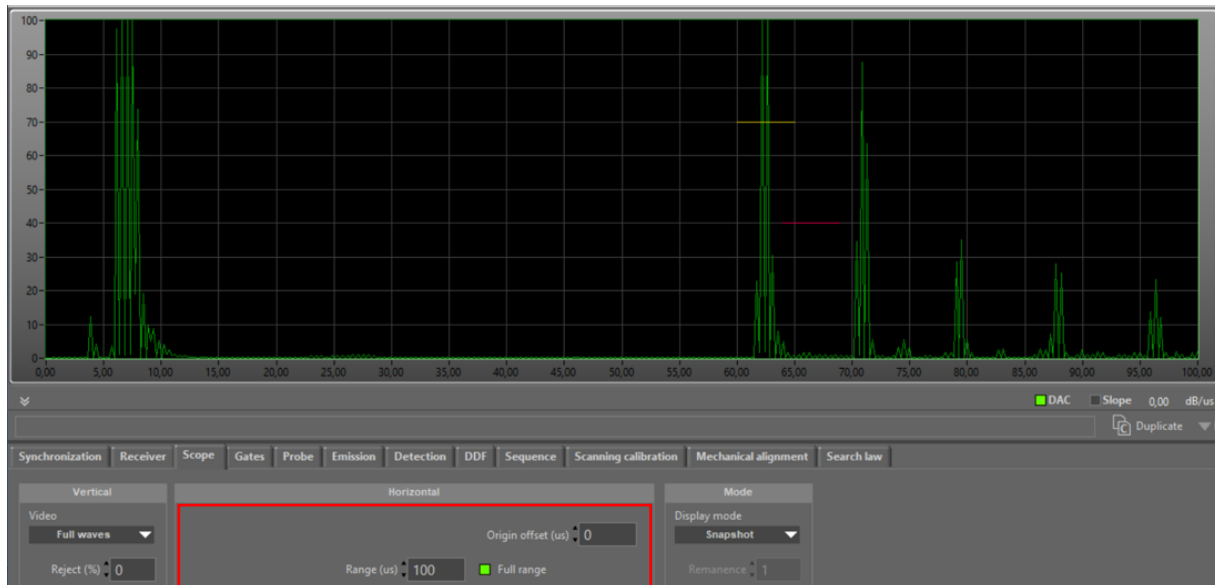 100
90
80
70
60
50
40
30
20
10
0
0,00 5,00 10,00 15,00 20,00 25,00 30,00 35,00 40,00 45,00 50,00 55,00 60,00 65,00 70,00 75,00 80,00 85,00 90,00 95,00 100,00
DAC Slope 0,00 dB/us
Duplicate
Synchronization Receiver Scope Gates Probe Emission Detection DDF Sequence Scanning calibration Mechanical alignment Search law
Vertical Horizontal Mode
Video Display mode
Full waves Origin offset (us) 0 Snapshot
Reject (%) 0 Range (us) 100 Full range Remanence 1